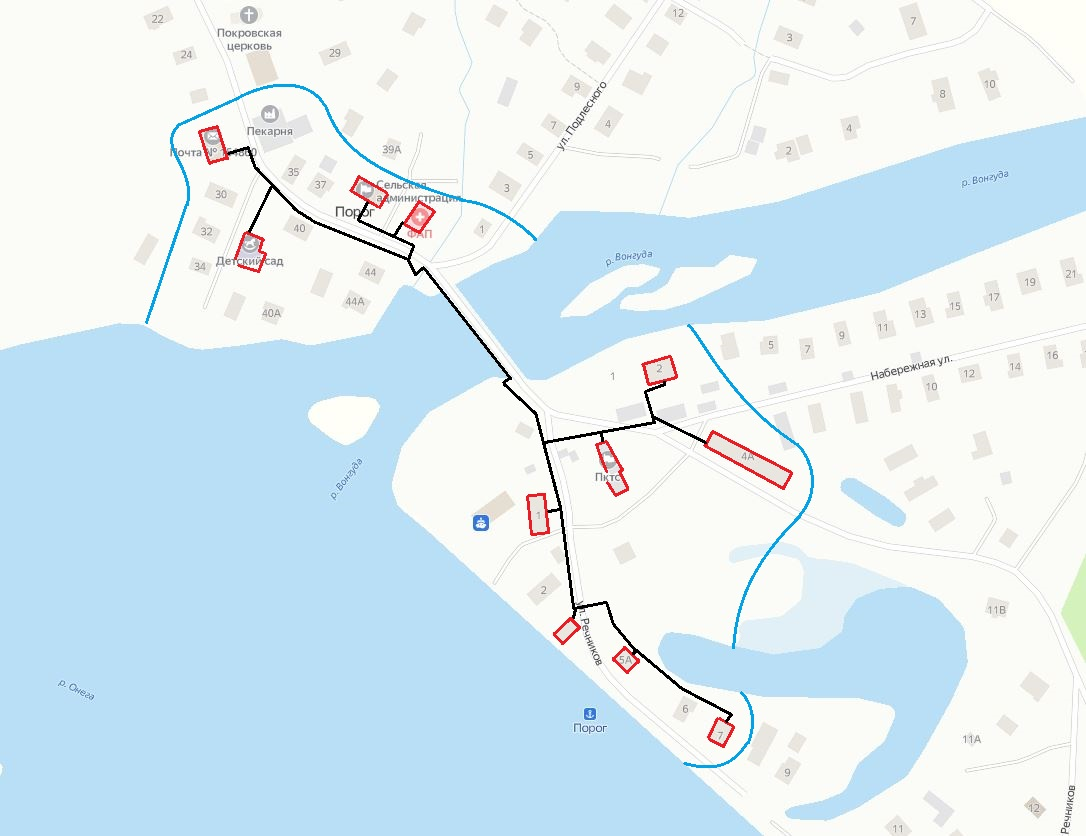 22
Покровская
церковь
24
29
12
3
7
9
8
10
Пекарня
7
4
ул. Подлесного
4
2
5
Почта №
39А
35
37
Сельская
администрация
3
р. Вонгуда
30
Порог
ФАП
1
32
40
Детский сад
34
44
р. Вонгуда
40А
44А
21
19
17
15
13
11
9
7
5
16
14
12
10
Набережная ул.
1
2
4А
Пктс
р. Вонгуда
1
2
ул. Речников
5А
6
7
р. Онега
Порог
9
11В
11А
12
11
Речников